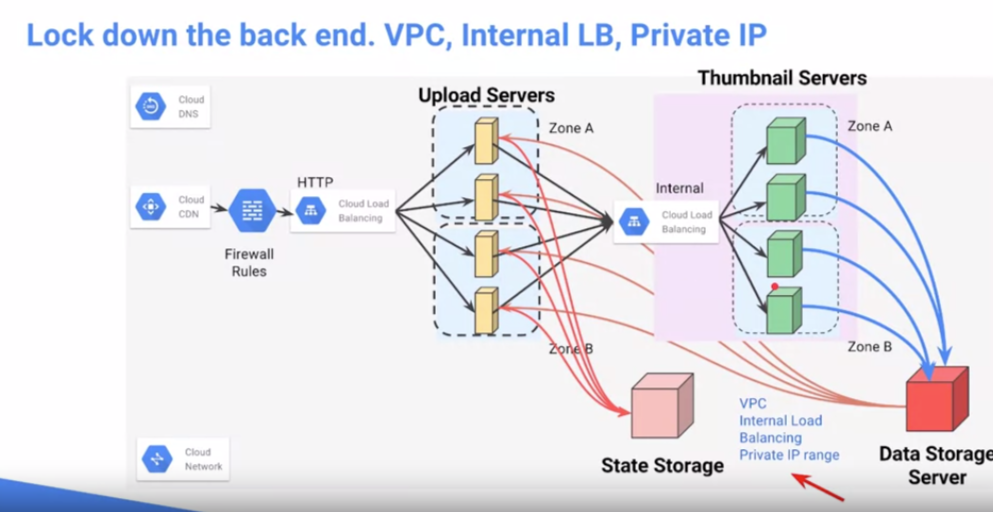 Lock down the back end. VPC, Internal LB, Private IP
Thumbnail Servers
Upload Servers
Cloud
DNS
Zone A
Zone A
HTTP
Internal
Cloud
CDN
Cloud Load
Balancing
Cloud Load
Balancing
Firewall
Rules
Zone B
Zone B
VPC
Internal Load
Balancing
Private IP range
Cloud
Network
State Storage
Data Storage
Server